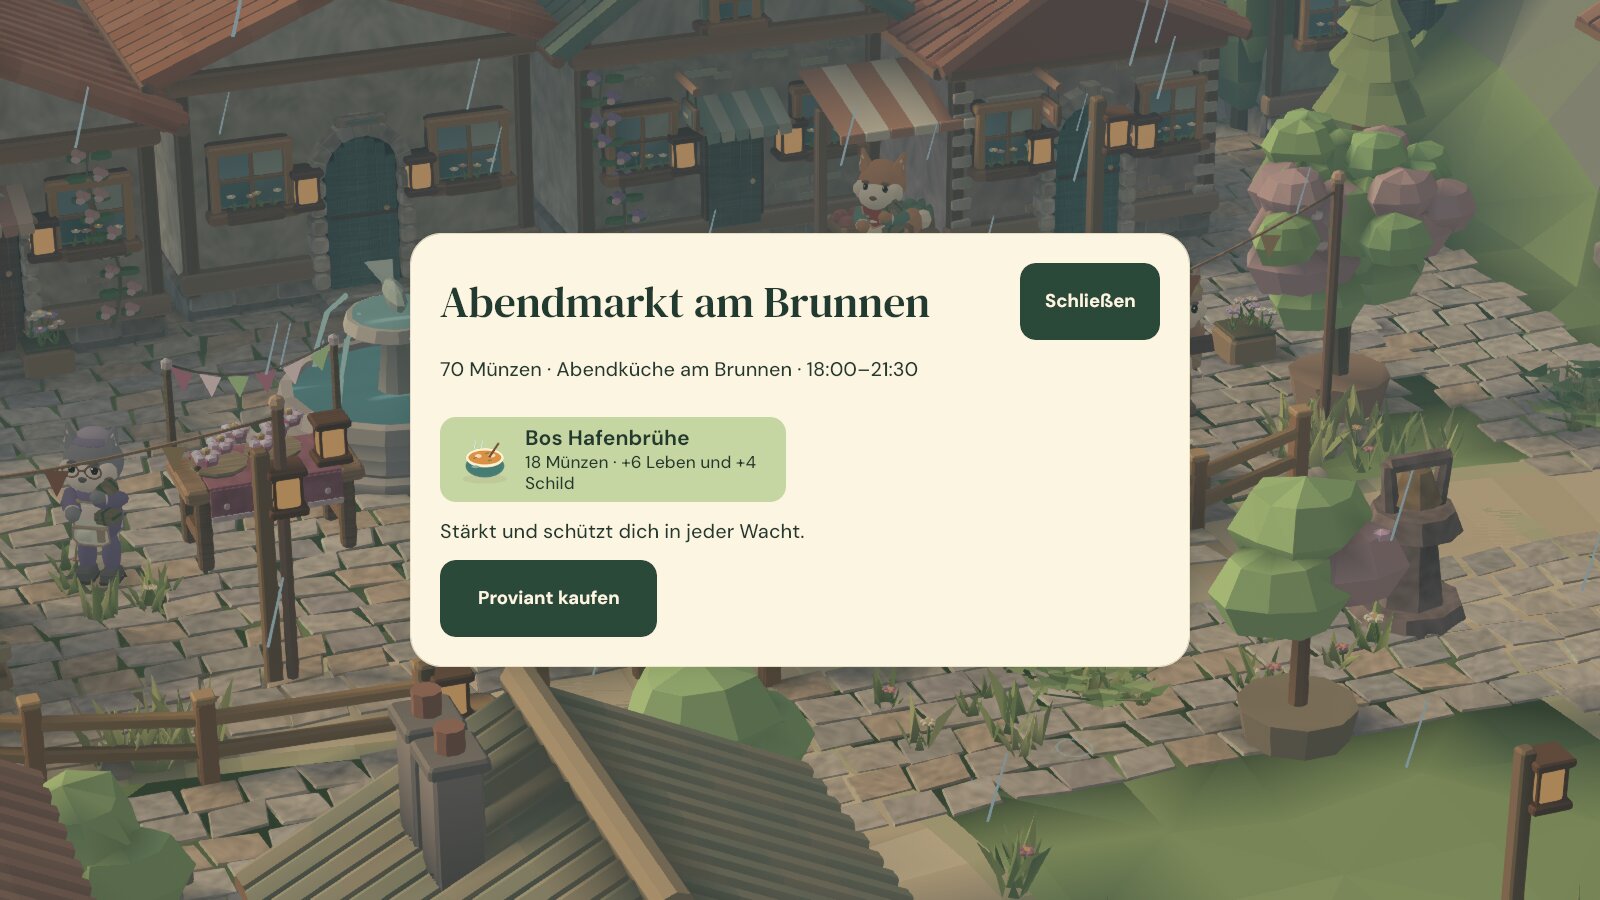 Abendmarkt am Brunnen
Schließen
70 Münzen · Abendküche am Brunnen · 18:00–21:30
Bos Hafenbrühe
18 Münzen · +6 Leben und +4
Schild
Stärkt und schützt dich in jeder Wacht.
Proviant kaufen